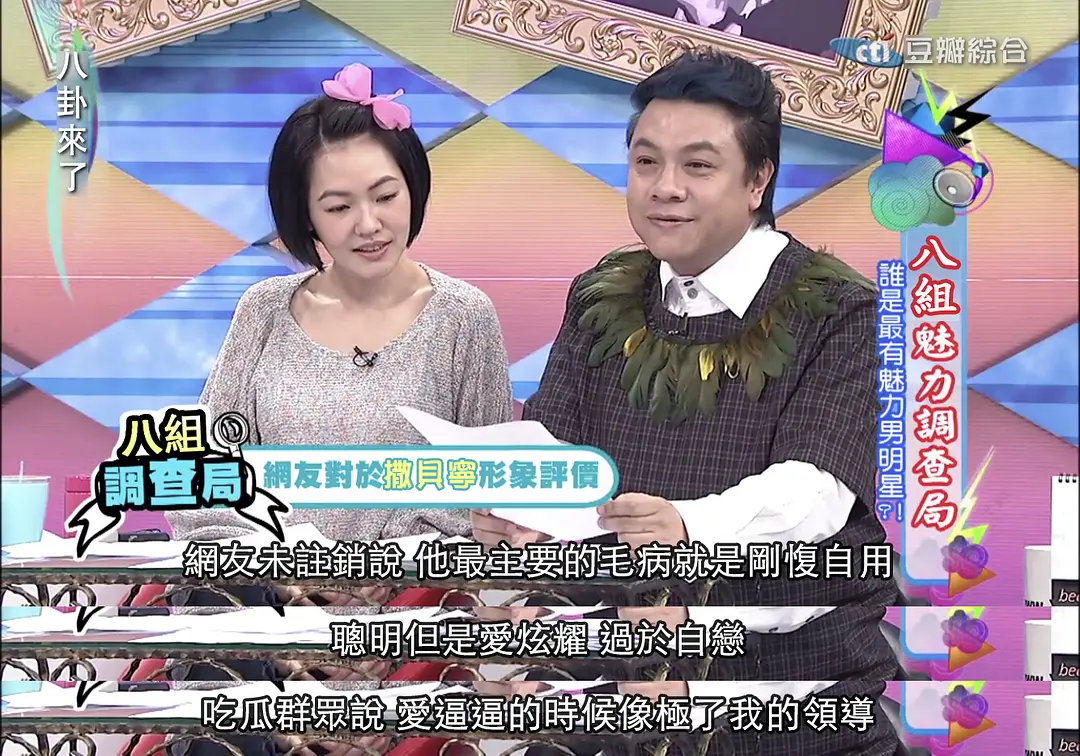 八卦來了
cti 豆瓣綜合
八組魅力調查局
誰是最有魅力男明星?!
八組
調查局
網友對於撒貝寧形象評價
網友未註銷說 他最主要的毛病就是剛愎自用
聰明但是愛炫耀 過於自戀
吃瓜群眾說 愛逼逼的時候像極了我的領導